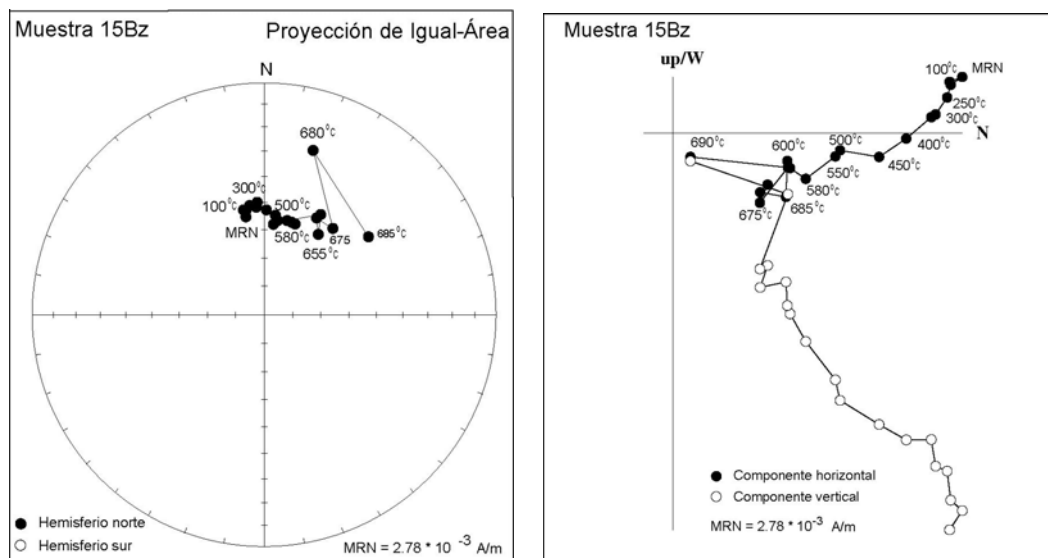 Muestra 15Bz
Proyección de Igual-Área
N
680°c
300°c
100°c
500°c
MRN
580°c
675
685°c
655°c
Hemisferio norte
Hemisferio sur
MRN = 2.78 * 10 -3 A/m
Muestra 15Bz
up/W
100°c
MRN
250°c
300°c
N
400°c
500°c
600°c
690°c
450°c
550°c
580°c
675°c
685°c
Componente horizontal
Componente vertical
MRN = 2.78 * 10-3 A/m